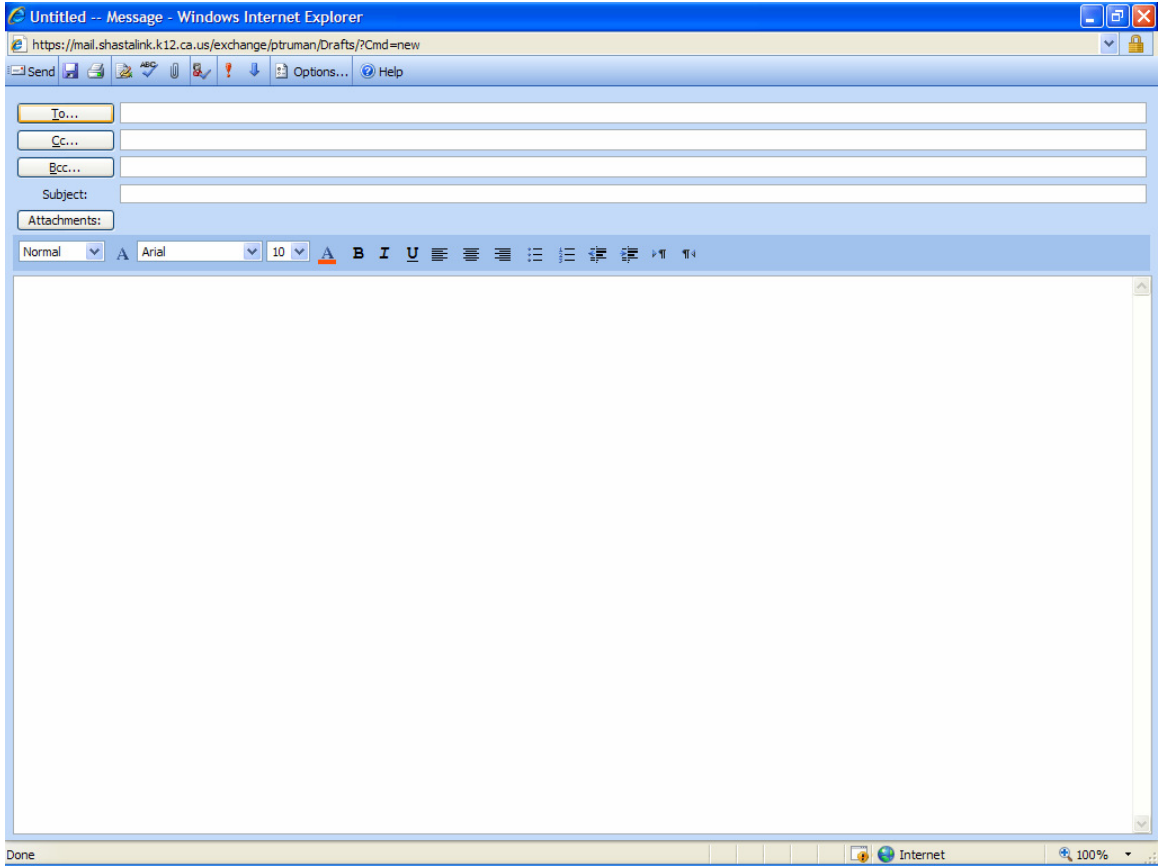 Untitled -- Message - Windows Internet Explorer
https://mail.shastalink.k12.ca.us/exchange/ptruman/Drafts/?Cmd=new
Send ABC Options... Help
To...
Cc...
Bcc...
Subject:
Attachments:
Normal A Arial 10 A B I U
Done Internet 100%